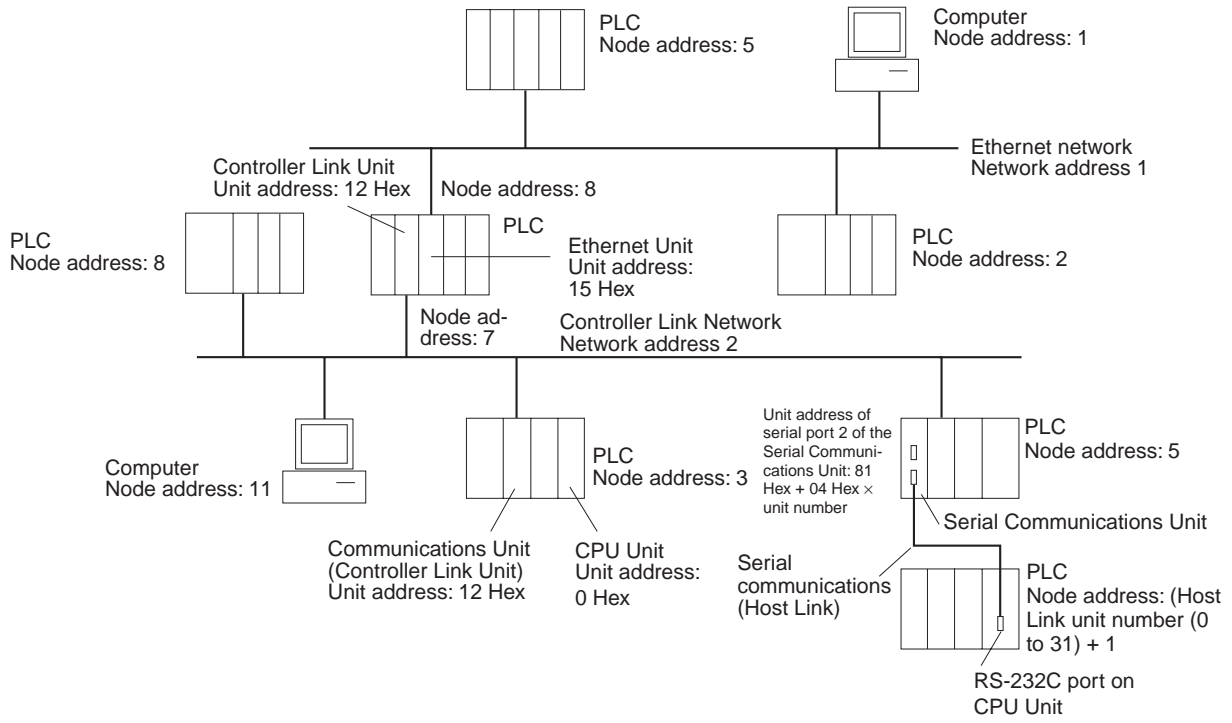 PLC
Node address: 5
Computer
Node address: 1
Ethernet network
Network address 1
Controller Link Unit
Unit address: 12 Hex
Node address: 8
PLC
PLC
Node address: 8
Ethernet Unit
Unit address:
15 Hex
PLC
Node address: 2
Node ad-
dress: 7
Controller Link Network
Network address 2
Computer
Node address: 11
PLC
Node address: 3
Unit address of
serial port 2 of the
Serial Communi-
cations Unit: 81
Hex + 04 Hex ×
unit number
PLC
Node address: 5
Serial Communications Unit
Communications Unit
(Controller Link Unit)
Unit address: 12 Hex
CPU Unit
Unit address:
0 Hex
Serial
communications
(Host Link)
PLC
Node address: (Host
Link unit number (0
to 31) + 1
RS-232C port on
CPU Unit